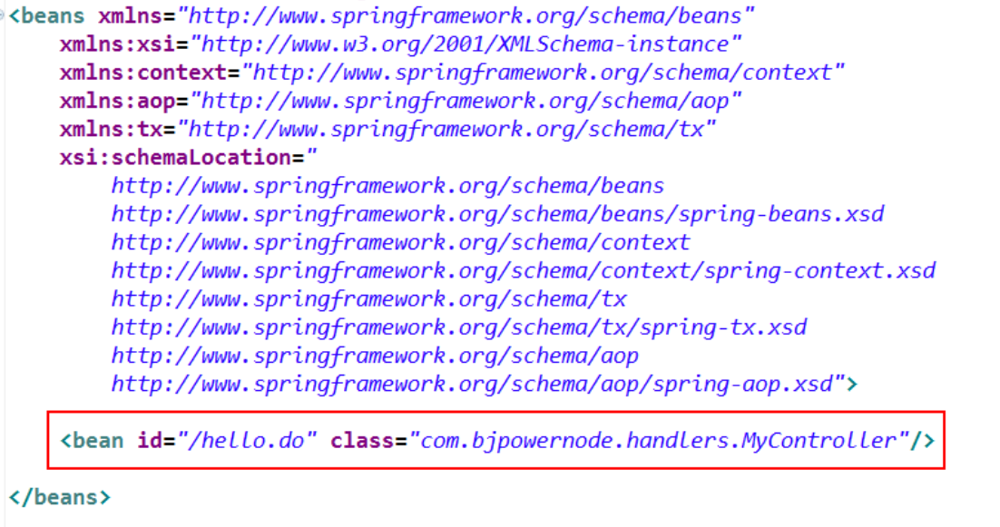 <beans xmlns="http://www.springframework.org/schema/beans"
xmlns:xsi="http://www.w3.org/2001/XMLSchema-instance"
xmlns:context="http://www.springframework.org/schema/context"
xmlns:aop="http://www.springframework.org/schema/aop"
xmlns:tx="http://www.springframework.org/schema/tx"
xsi:schemaLocation="
http://www.springframework.org/schema/beans
http://www.springframework.org/schema/beans/spring-beans.xsd
http://www.springframework.org/schema/context
http://www.springframework.org/schema/context/spring-context.xsd
http://www.springframework.org/schema/tx
http://www.springframework.org/schema/tx/spring-tx.xsd
http://www.springframework.org/schema/aop
http://www.springframework.org/schema/aop/spring-aop.xsd">
<bean id="/hello.do" class="com.bjpowernode.handlers.MyController"/>
</beans>